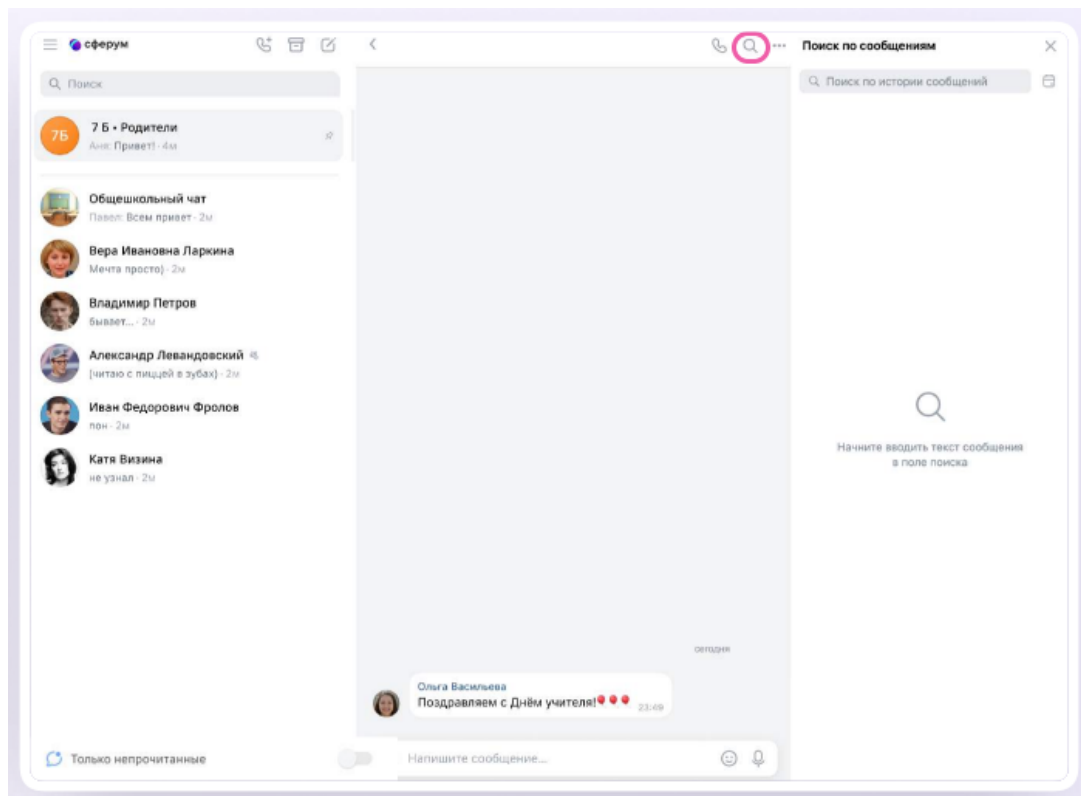 сферум
Поиск
7Б
7 Б • Родители
Аня: Привет! · 4м
Общешкольный чат
Павел: Всем привет · 2м
Вера Ивановна Ларкина
Мечта просто) · 2м
Владимир Петров
бывает... · 2м
Александр Левандовский
(читаю с пиццей в зубах) · 2м
Иван Федорович Фролов
пон · 2м
Катя Визина
не узнал · 2м
Только непрочитанные
сегодня
Ольга Васильева
Поздравляем с Днём учителя!🎈🎈🎈 23:49
Напишите сообщение...
Поиск по сообщениям
Поиск по истории сообщений
Начните вводить текст сообщения
в поле поиска